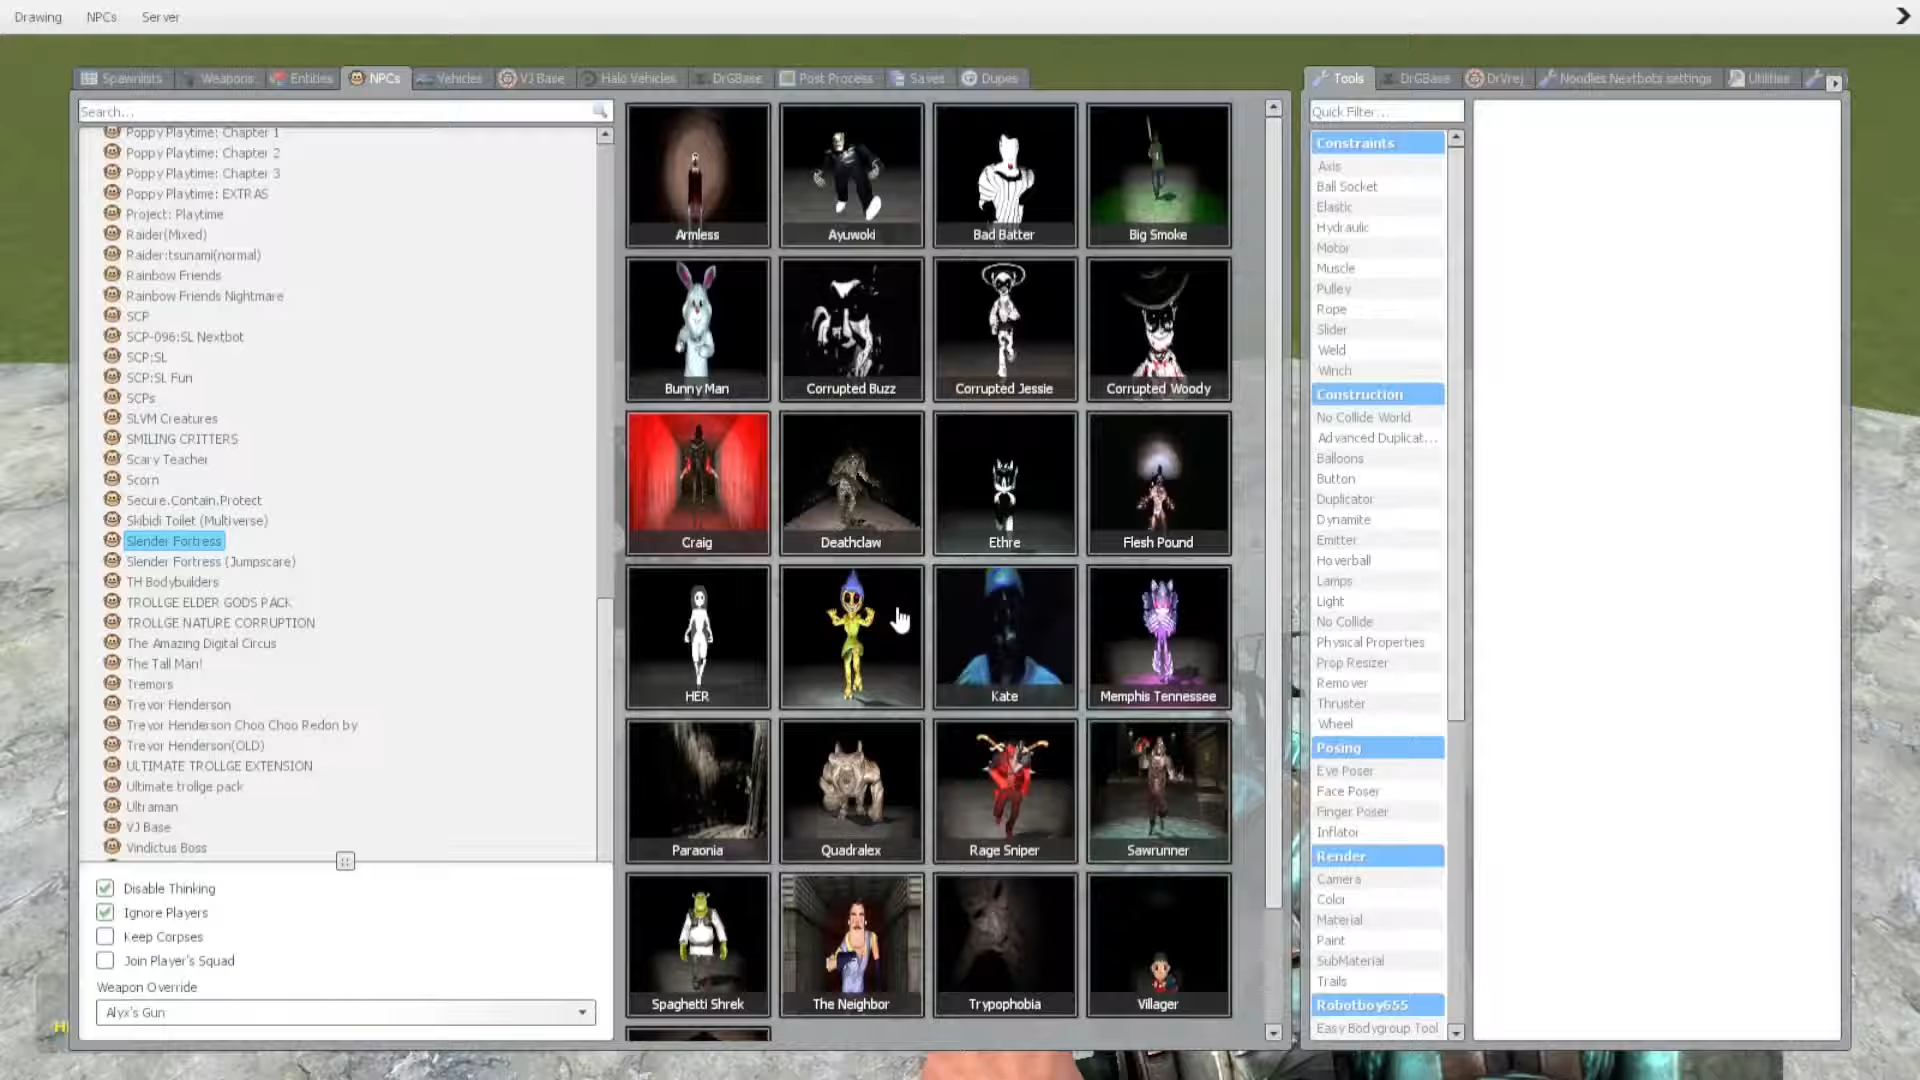 Drawing NPCs Server
Spawnlists Weapons Entities NPCs Vehicles VJ Base Halo Vehicles DrGBase Post Process Saves Dupes
Tools DrGBase DrVrej Noodles Nextbots settings Utilities
Search...
Poppy Playtime: Chapter 1
Poppy Playtime: Chapter 2
Poppy Playtime: Chapter 3
Poppy Playtime: EXTRAS
Project: Playtime
Raider(Mixed)
Raider:tsunami(normal)
Rainbow Friends
Rainbow Friends Nightmare
SCP
SCP-096:SL Nextbot
SCP:SL
SCP:SL Fun
SCPs
SLVM Creatures
SMILING CRITTERS
Scary Teacher
Scorn
Secure.Contain.Protect
Skibidi Toilet (Multiverse)
Slender Fortress
Slender Fortress (Jumpscare)
TH Bodybuilders
TROLLGE ELDER GODS PACK
TROLLGE NATURE CORRUPTION
The Amazing Digital Circus
The Tall Man!
Tremors
Trevor Henderson
Trevor Henderson Choo Choo Redon by
Trevor Henderson(OLD)
ULTIMATE TROLLGE EXTENSION
Ultimate trollge pack
Ultraman
VJ Base
Vindictus Boss
Disable Thinking
Ignore Players
Keep Corpses
Join Player's Squad
Weapon Override
Alyx's Gun
Armless Ayuwoki Bad Batter Big Smoke
Bunny Man Corrupted Buzz Corrupted Jessie Corrupted Woody
Craig Deathclaw Ethre Flesh Pound
HER Kate Memphis Tennessee
Paraonia Quadralex Rage Sniper Sawrunner
Spaghetti Shrek The Neighbor Trypophobia Villager
Quick Filter...
Constraints
Axis
Ball Socket
Elastic
Hydraulic
Motor
Muscle
Pulley
Rope
Slider
Weld
Winch
Construction
No Collide World
Advanced Duplicat...
Balloons
Button
Duplicator
Dynamite
Emitter
Hoverball
Lamps
Light
No Collide
Physical Properties
Prop Resizer
Remover
Thruster
Wheel
Posing
Eye Poser
Face Poser
Finger Poser
Inflator
Render
Camera
Color
Material
Paint
SubMaterial
Trails
Robotboy655
Easy Bodygroup Tool